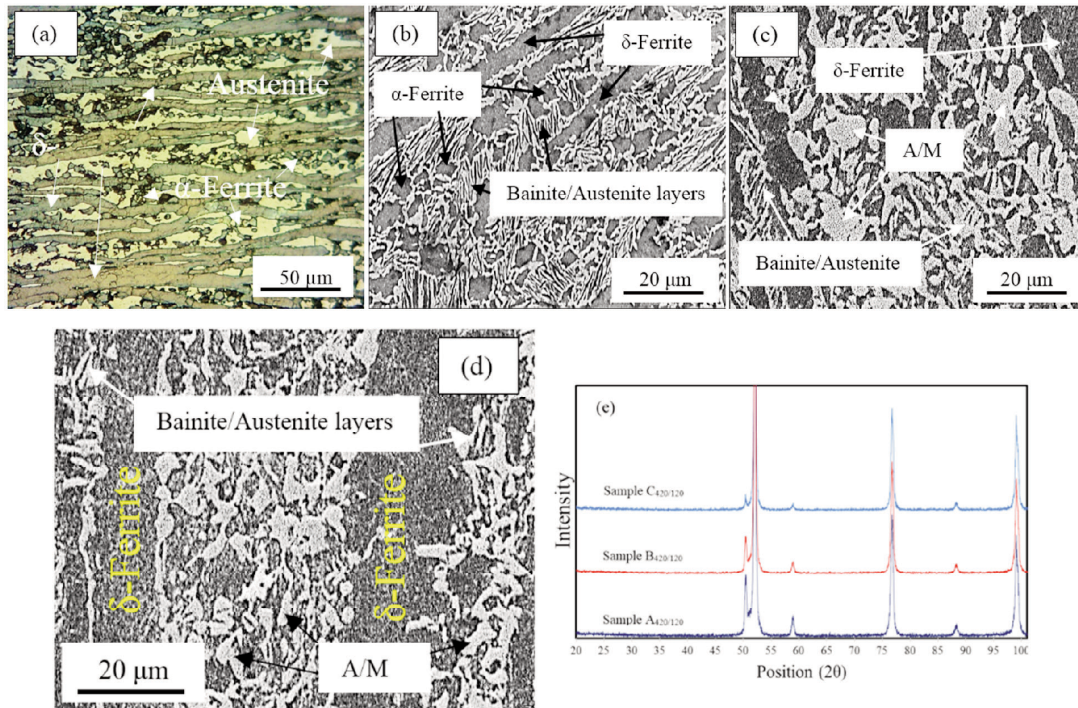 (a)
Austenite
δ-
α-Ferrite
50 μm
(b)
δ-Ferrite
α-Ferrite
Bainite/Austenite layers
20 μm
(c)
δ-Ferrite
A/M
Bainite/Austenite
20 μm
(d)
Bainite/Austenite layers
δ-Ferrite
δ-Ferrite
A/M
20 μm
(e)
Intensity
Sample C420/120
Sample B420/120
Sample A420/120
20 25 30 35 40 45 50 55 60 65 70 75 80 85 90 95 100
Position (2θ)